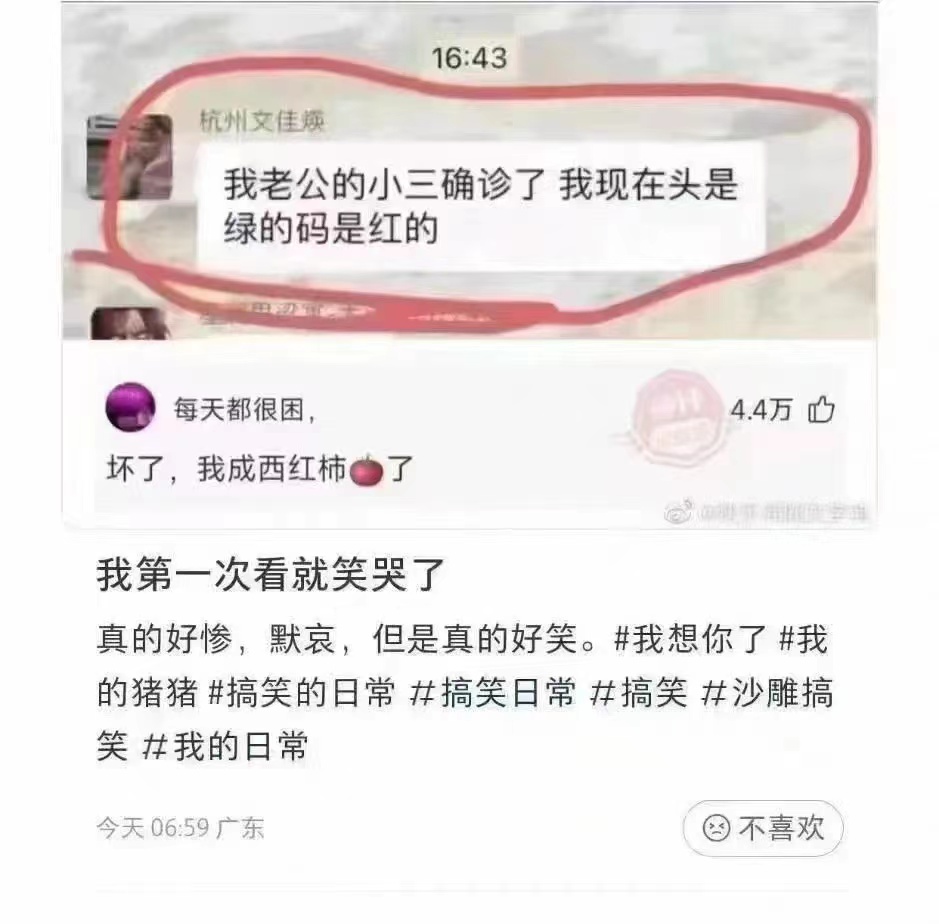 16:43
杭州文佳煐
我老公的小三确诊了 我现在头是
绿的码是红的
每天都很困，
4.4万
坏了，我成西红柿🍅了
我第一次看就笑哭了
真的好惨，默哀，但是真的好笑。#我想你了 #我
的猪猪 #搞笑的日常 #搞笑日常 #搞笑 #沙雕搞
笑 #我的日常
今天 06:59 广东
不喜欢